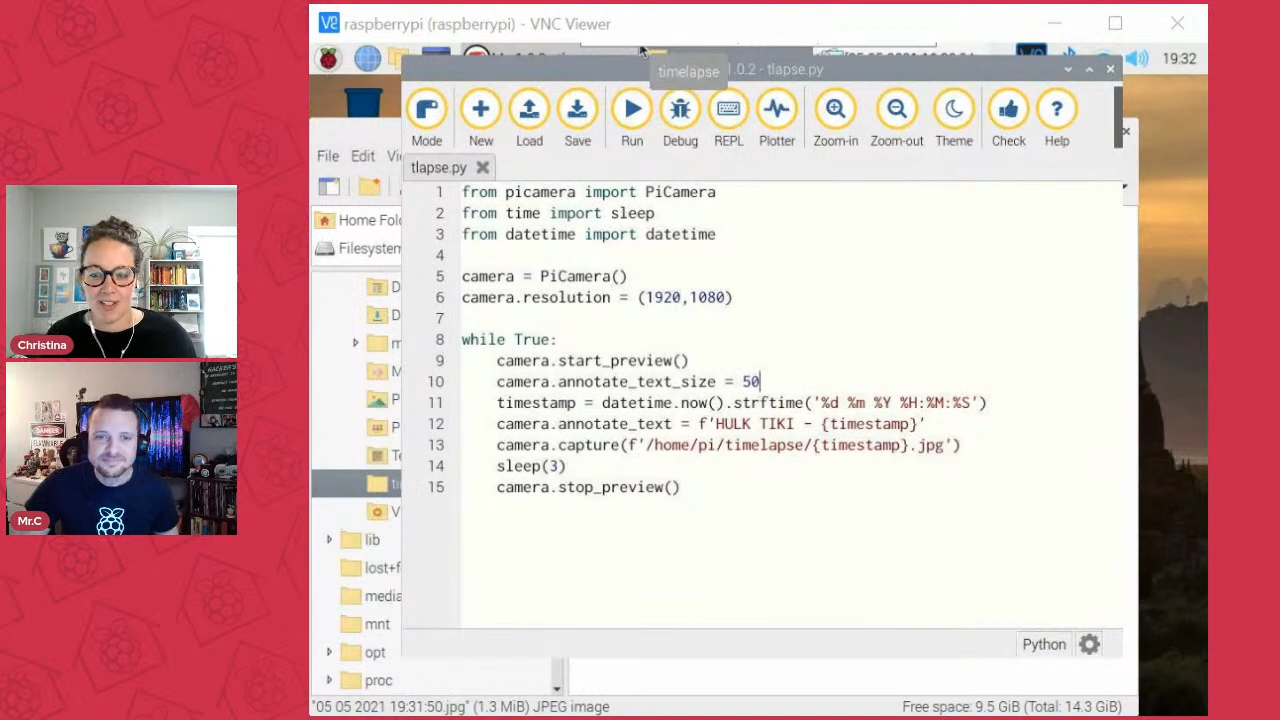 raspberrypi (raspberrypi) - VNC Viewer
19:32
timelapse
1.0.2 - tlapse.py
Mode New Load Save Run Debug REPL Plotter Zoom-in Zoom-out Theme Check Help
File Edit
tlapse.py
1 from picamera import PiCamera
2 from time import sleep
3 from datetime import datetime
4
5 camera = PiCamera()
6 camera.resolution = (1920,1080)
7
8 while True:
9 camera.start_preview()
10 camera.annotate_text_size = 50
11 timestamp = datetime.now().strftime('%d %m %Y %H:%M:%S')
12 camera.annotate_text = f'HULK TIKI - {timestamp}'
13 camera.capture(f'/home/pi/timelapse/{timestamp}.jpg')
14 sleep(3)
15 camera.stop_preview()
Home Fol
Filesystem
lib
lost+f
media
mnt
opt
proc
Python
"05 05 2021 19:31:50.jpg" (1.3 MiB) JPEG image
Free space: 9.5 GiB (Total: 14.3 GiB)
Christina
DANGER
Mr.C